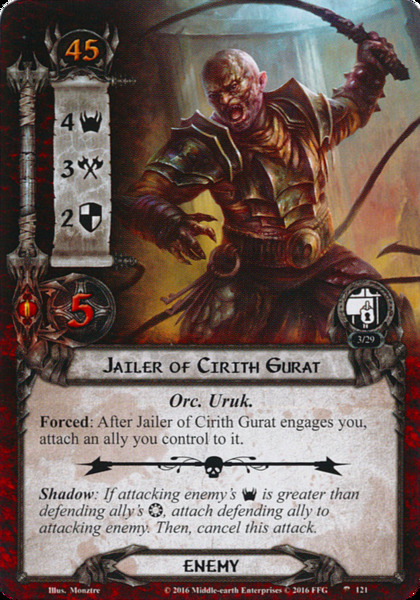 45
4
3
2
5
3/29
Jailer of Cirith Gurat
Orc. Uruk.
Forced: After Jailer of Cirith Gurat engages you,
attach an ally you control to it.
Shadow: If attacking enemy's is greater than
defending ally's , attach defending ally to
attacking enemy. Then, cancel this attack.
ENEMY
Illus. Monztre © 2016 Middle-earth Enterprises © 2016 FFG 121